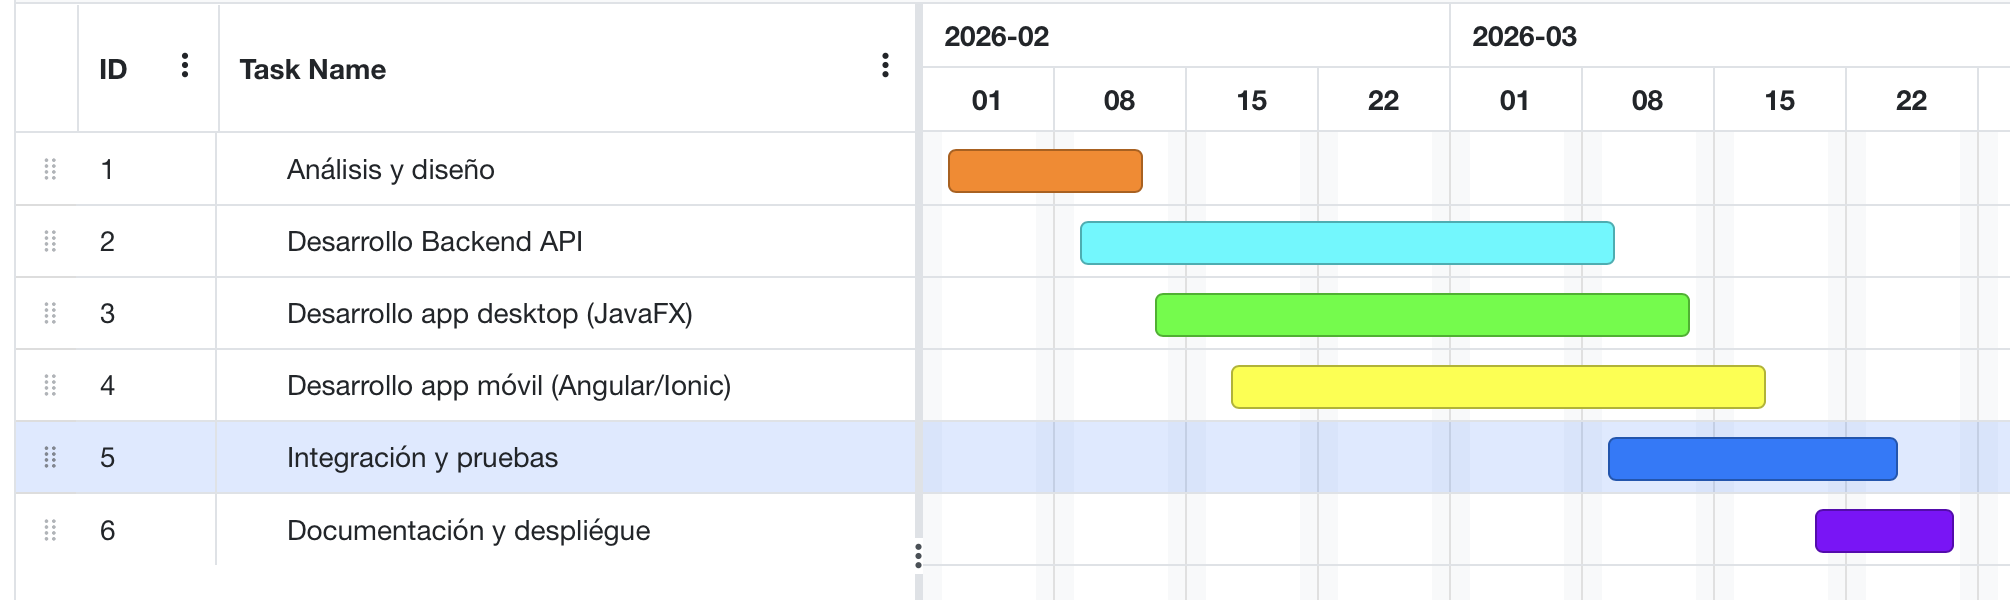 ID
Task Name
2026-02
2026-03
01
08
15
22
01
08
15
22
1
Análisis y diseño
2
Desarrollo Backend API
3
Desarrollo app desktop (JavaFX)
4
Desarrollo app móvil (Angular/Ionic)
5
Integración y pruebas
6
Documentación y despliégue